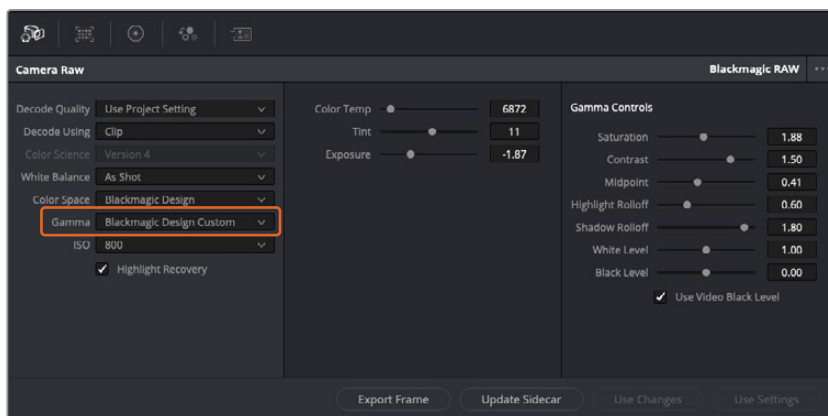 Camera Raw
Blackmagic RAW
Decode Quality Use Project Setting
Decode Using Clip
Color Science Version 4
White Balance As Shot
Color Space Blackmagic Design
Gamma Blackmagic Design Custom
ISO 800
Highlight Recovery
Color Temp 6872
Tint 11
Exposure -1.87
Gamma Controls
Saturation 1.88
Contrast 1.50
Midpoint 0.41
Highlight Rolloff 0.60
Shadow Rolloff 1.80
White Level 1.00
Black Level 0.00
Use Video Black Level
Export Frame Update Sidecar Use Changes Use Settings